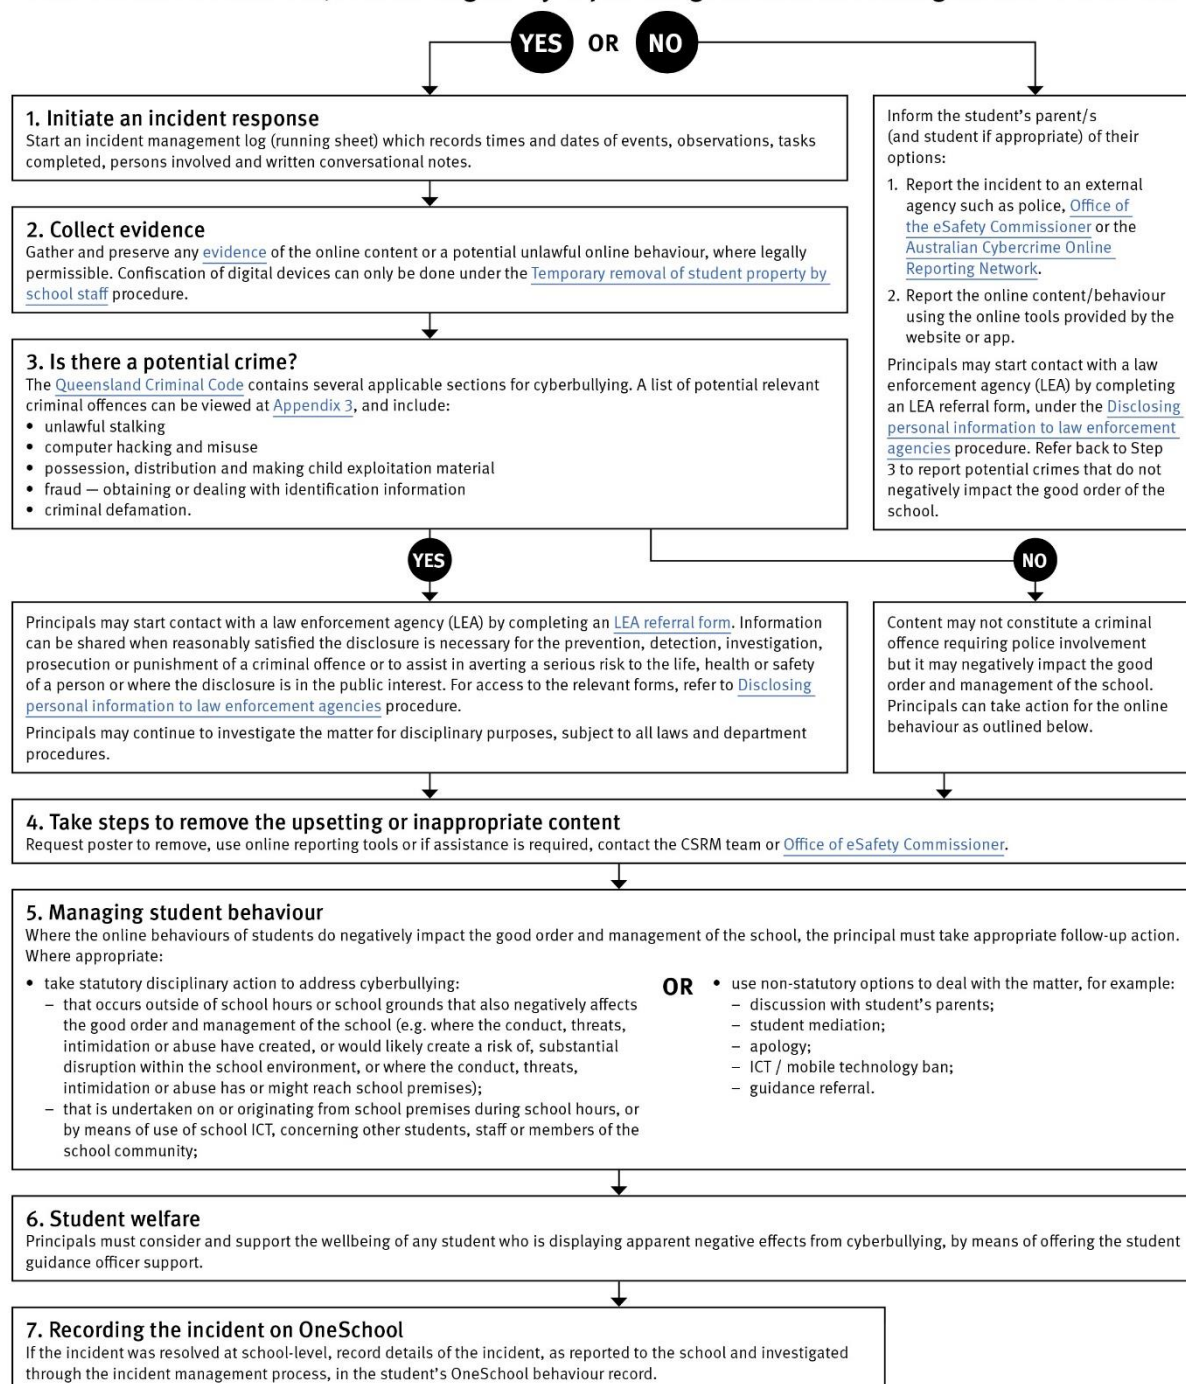 YES OR NO
1. Initiate an incident response
Start an incident management log (running sheet) which records times and dates of events, observations, tasks
completed, persons involved and written conversational notes.
2. Collect evidence
Gather and preserve any evidence of the online content or a potential unlawful online behaviour, where legally
permissible. Confiscation of digital devices can only be done under the Temporary removal of student property by
school staff procedure.
3. Is there a potential crime?
The Queensland Criminal Code contains several applicable sections for cyberbullying. A list of potential relevant
criminal offences can be viewed at Appendix 3, and include:
• unlawful stalking
• computer hacking and misuse
• possession, distribution and making child exploitation material
• fraud — obtaining or dealing with identification information
• criminal defamation.
Inform the student's parent/s
(and student if appropriate) of their
options:
1. Report the incident to an external
agency such as police, Office of
the eSafety Commissioner or the
Australian Cybercrime Online
Reporting Network.
2. Report the online content/behaviour
using the online tools provided by the
website or app.
Principals may start contact with a law
enforcement agency (LEA) by completing
an LEA referral form, under the Disclosing
personal information to law enforcement
agencies procedure. Refer back to Step
3 to report potential crimes that do not
negatively impact the good order of the
school.
YES
NO
Principals may start contact with a law enforcement agency (LEA) by completing an LEA referral form. Information
can be shared when reasonably satisfied the disclosure is necessary for the prevention, detection, investigation,
prosecution or punishment of a criminal offence or to assist in averting a serious risk to the life, health or safety
of a person or where the disclosure is in the public interest. For access to the relevant forms, refer to Disclosing
personal information to law enforcement agencies procedure.
Principals may continue to investigate the matter for disciplinary purposes, subject to all laws and department
procedures.
Content may not constitute a criminal
offence requiring police involvement
but it may negatively impact the good
order and management of the school.
Principals can take action for the online
behaviour as outlined below.
4. Take steps to remove the upsetting or inappropriate content
Request poster to remove, use online reporting tools or if assistance is required, contact the CSRM team or Office of eSafety Commissioner.
5. Managing student behaviour
Where the online behaviours of students do negatively impact the good order and management of the school, the principal must take appropriate follow-up action.
Where appropriate:
• take statutory disciplinary action to address cyberbullying:
– that occurs outside of school hours or school grounds that also negatively affects
the good order and management of the school (e.g. where the conduct, threats,
intimidation or abuse have created, or would likely create a risk of, substantial
disruption within the school environment, or where the conduct, threats,
intimidation or abuse has or might reach school premises);
– that is undertaken on or originating from school premises during school hours, or
by means of use of school ICT, concerning other students, staff or members of the
school community;
OR
• use non-statutory options to deal with the matter, for example:
– discussion with student's parents;
– student mediation;
– apology;
– ICT / mobile technology ban;
– guidance referral.
6. Student welfare
Principals must consider and support the wellbeing of any student who is displaying apparent negative effects from cyberbullying, by means of offering the student
guidance officer support.
7. Recording the incident on OneSchool
If the incident was resolved at school-level, record details of the incident, as reported to the school and investigated
through the incident management process, in the student's OneSchool behaviour record.